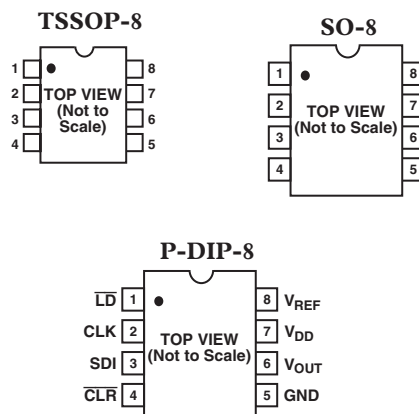 TSSOP-8
1 8
2 7
3 6
4 5
TOP VIEW
(Not to
Scale)
SO-8
1 8
2 7
3 6
4 5
TOP VIEW
(Not to Scale)
P-DIP-8
LD 1 8 VREF
CLK 2 7 VDD
SDI 3 6 VOUT
CLR 4 5 GND
TOP VIEW
(Not to Scale)